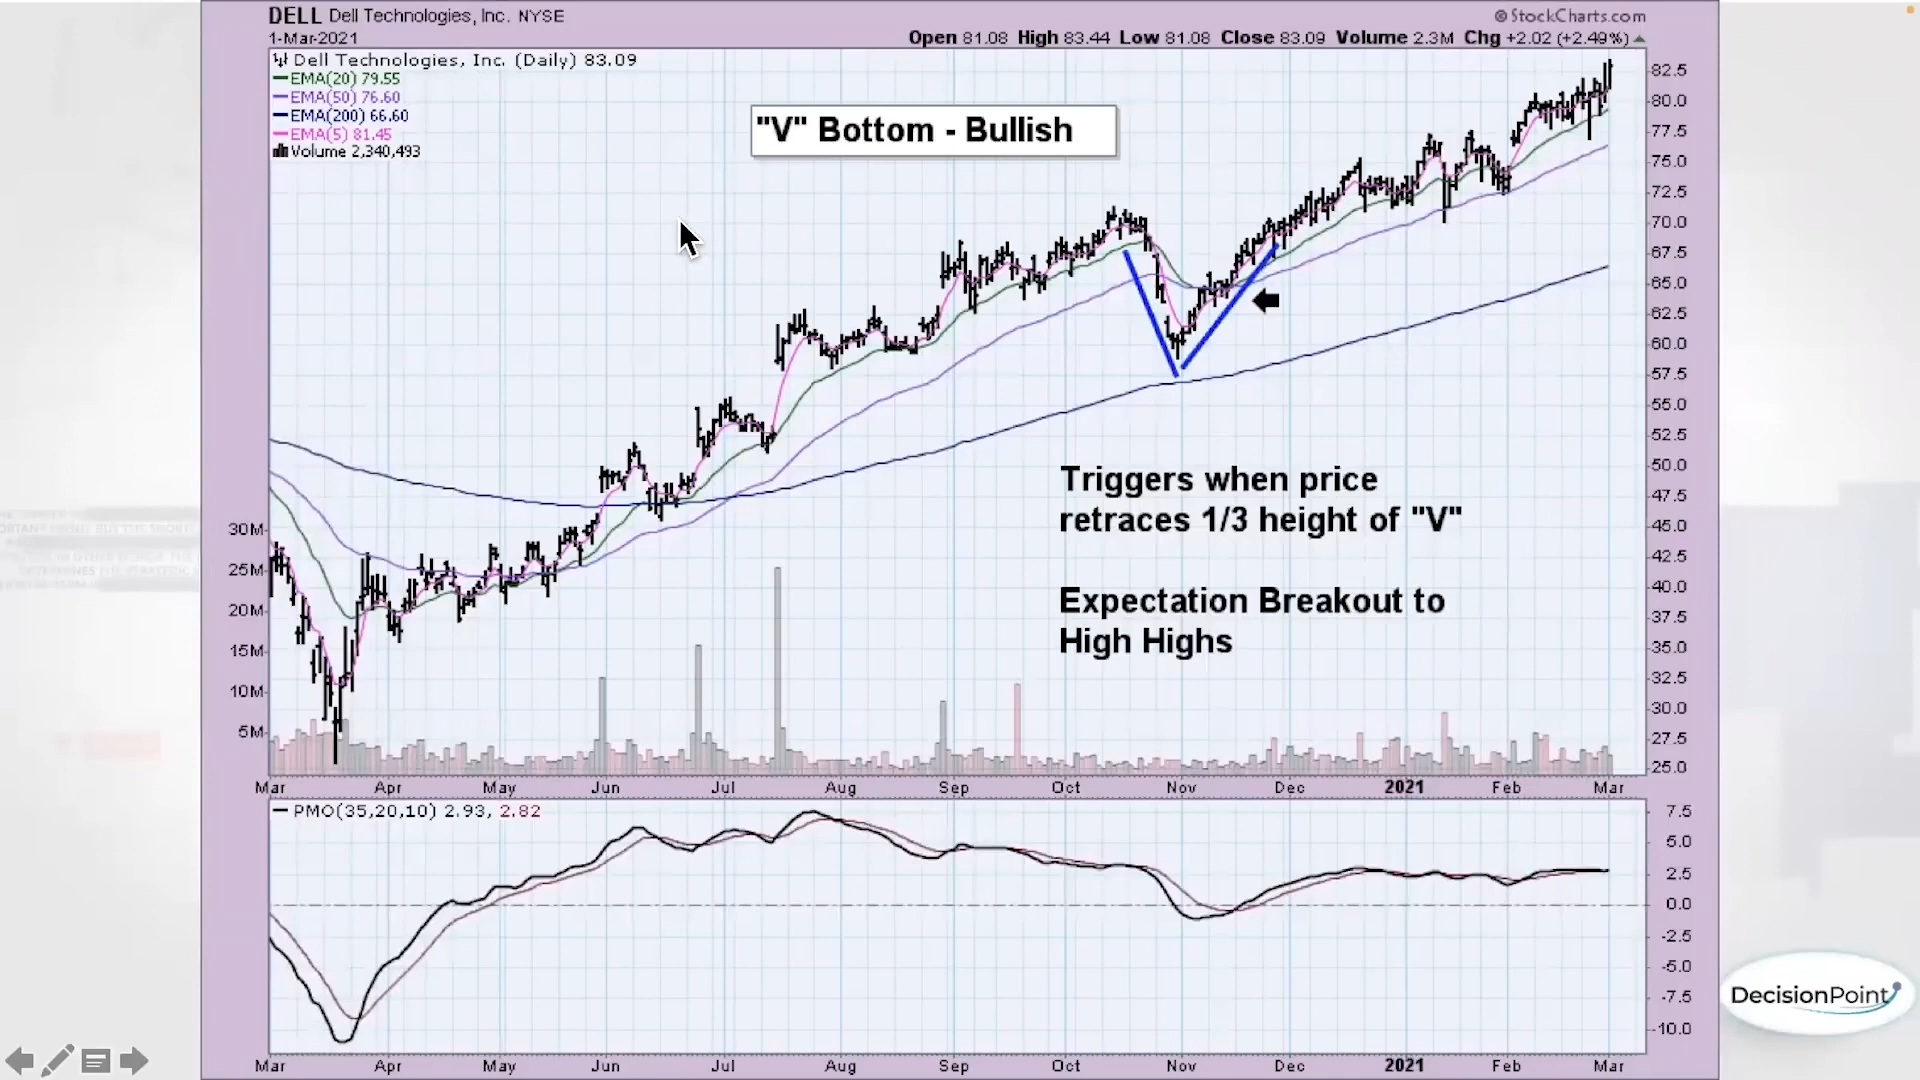 DELL Dell Technologies, Inc. NYSE
© StockCharts.com
1-Mar-2021
Open 81.08 High 83.44 Low 81.08 Close 83.09 Volume 2.3M Chg +2.02 (+2.49%)
Dell Technologies, Inc. (Daily) 83.09
EMA(20) 79.55
EMA(50) 76.60
EMA(200) 66.60
EMA(5) 81.45
Volume 2,340,493
"V" Bottom - Bullish
Triggers when price
retraces 1/3 height of "V"
Expectation Breakout to
High Highs
82.5
80.0
77.5
75.0
72.5
70.0
67.5
65.0
62.5
60.0
57.5
55.0
52.5
50.0
47.5
45.0
42.5
40.0
37.5
35.0
32.5
30.0
27.5
25.0
30M
25M
20M
15M
10M
5M
Mar Apr May Jun Jul Aug Sep Oct Nov Dec 2021 Feb Mar
PMO(35,20,10) 2.93, 2.82
7.5
5.0
2.5
0.0
-2.5
-5.0
-7.5
-10.0
Mar Apr May Jun Jul Aug Sep Oct Nov Dec 2021 Feb Mar
DecisionPoint